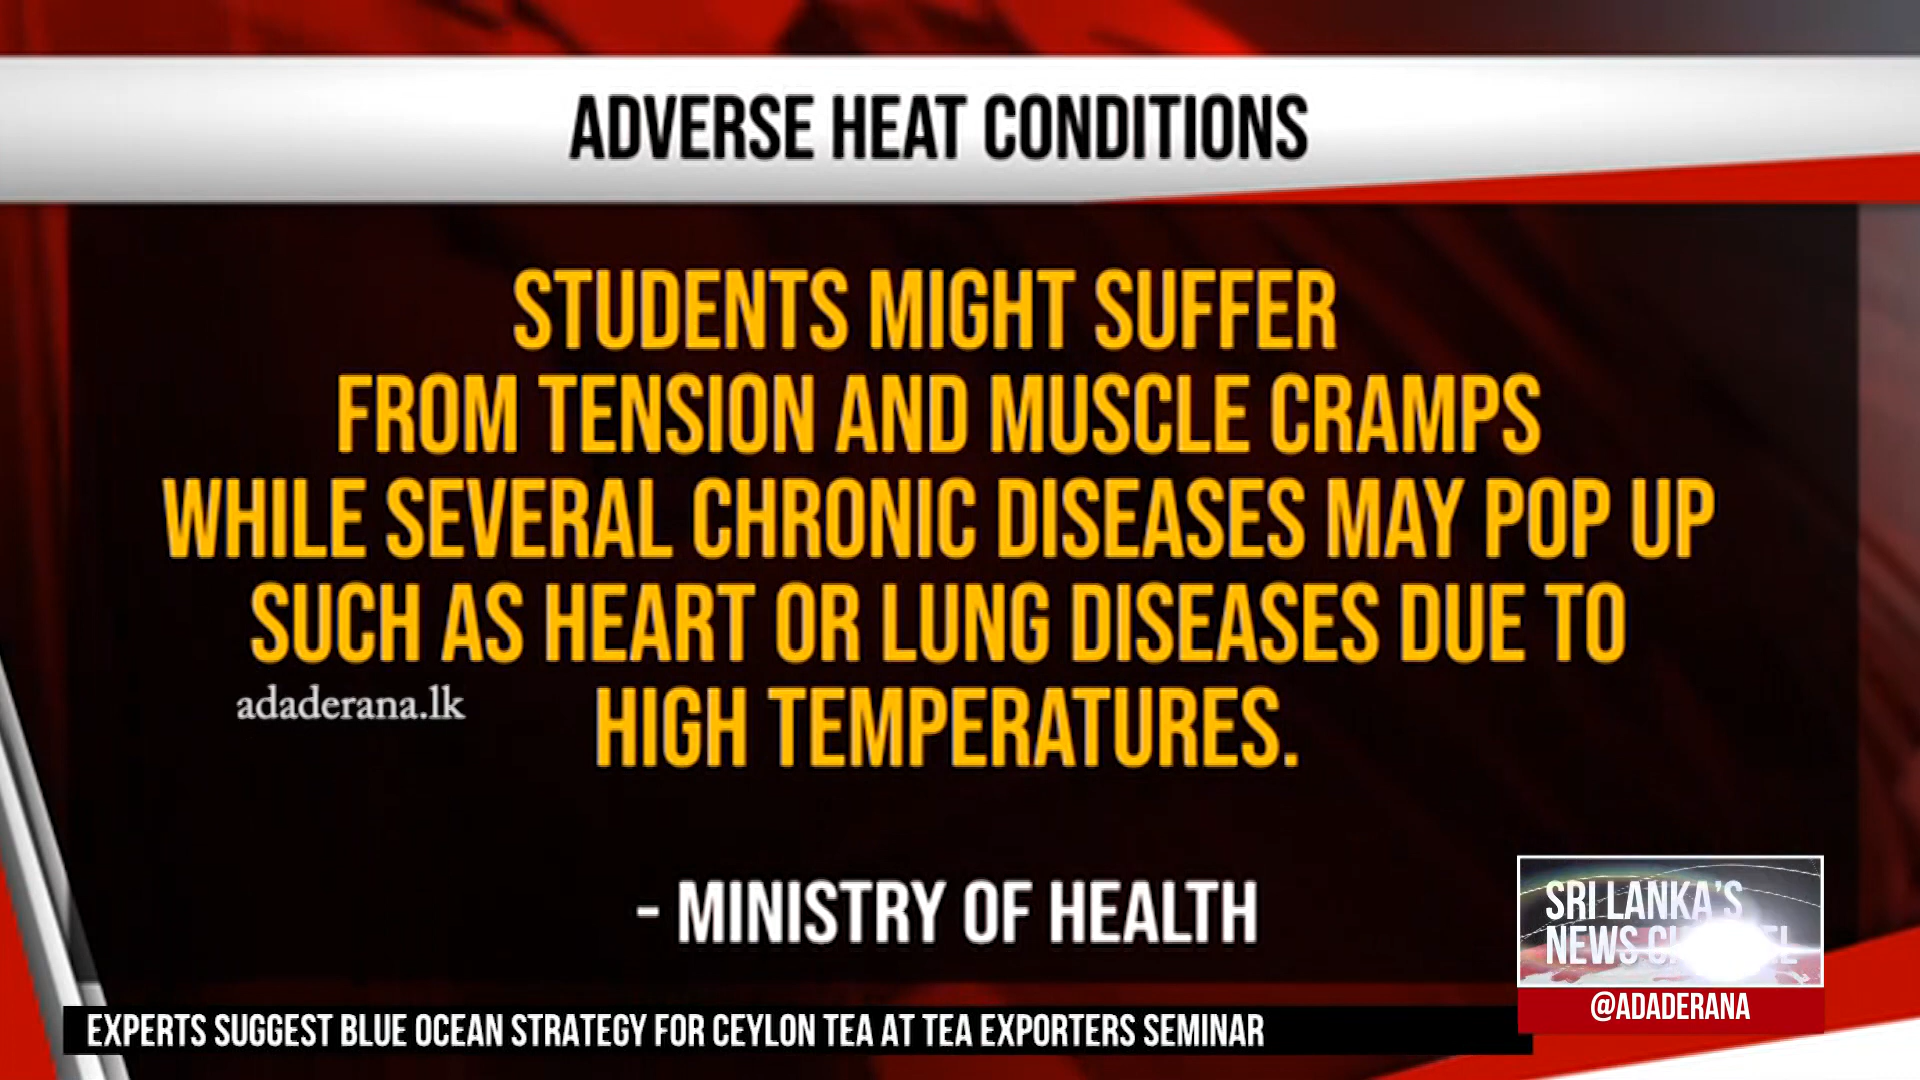 ADVERSE HEAT CONDITIONS
STUDENTS MIGHT SUFFER
FROM TENSION AND MUSCLE CRAMPS
WHILE SEVERAL CHRONIC DISEASES MAY POP UP
SUCH AS HEART OR LUNG DISEASES DUE TO
HIGH TEMPERATURES.
adaderana.lk
- MINISTRY OF HEALTH
SRI LANKA'S
NEWS
@ADADERANA
EXPERTS SUGGEST BLUE OCEAN STRATEGY FOR CEYLON TEA AT TEA EXPORTERS SEMINAR